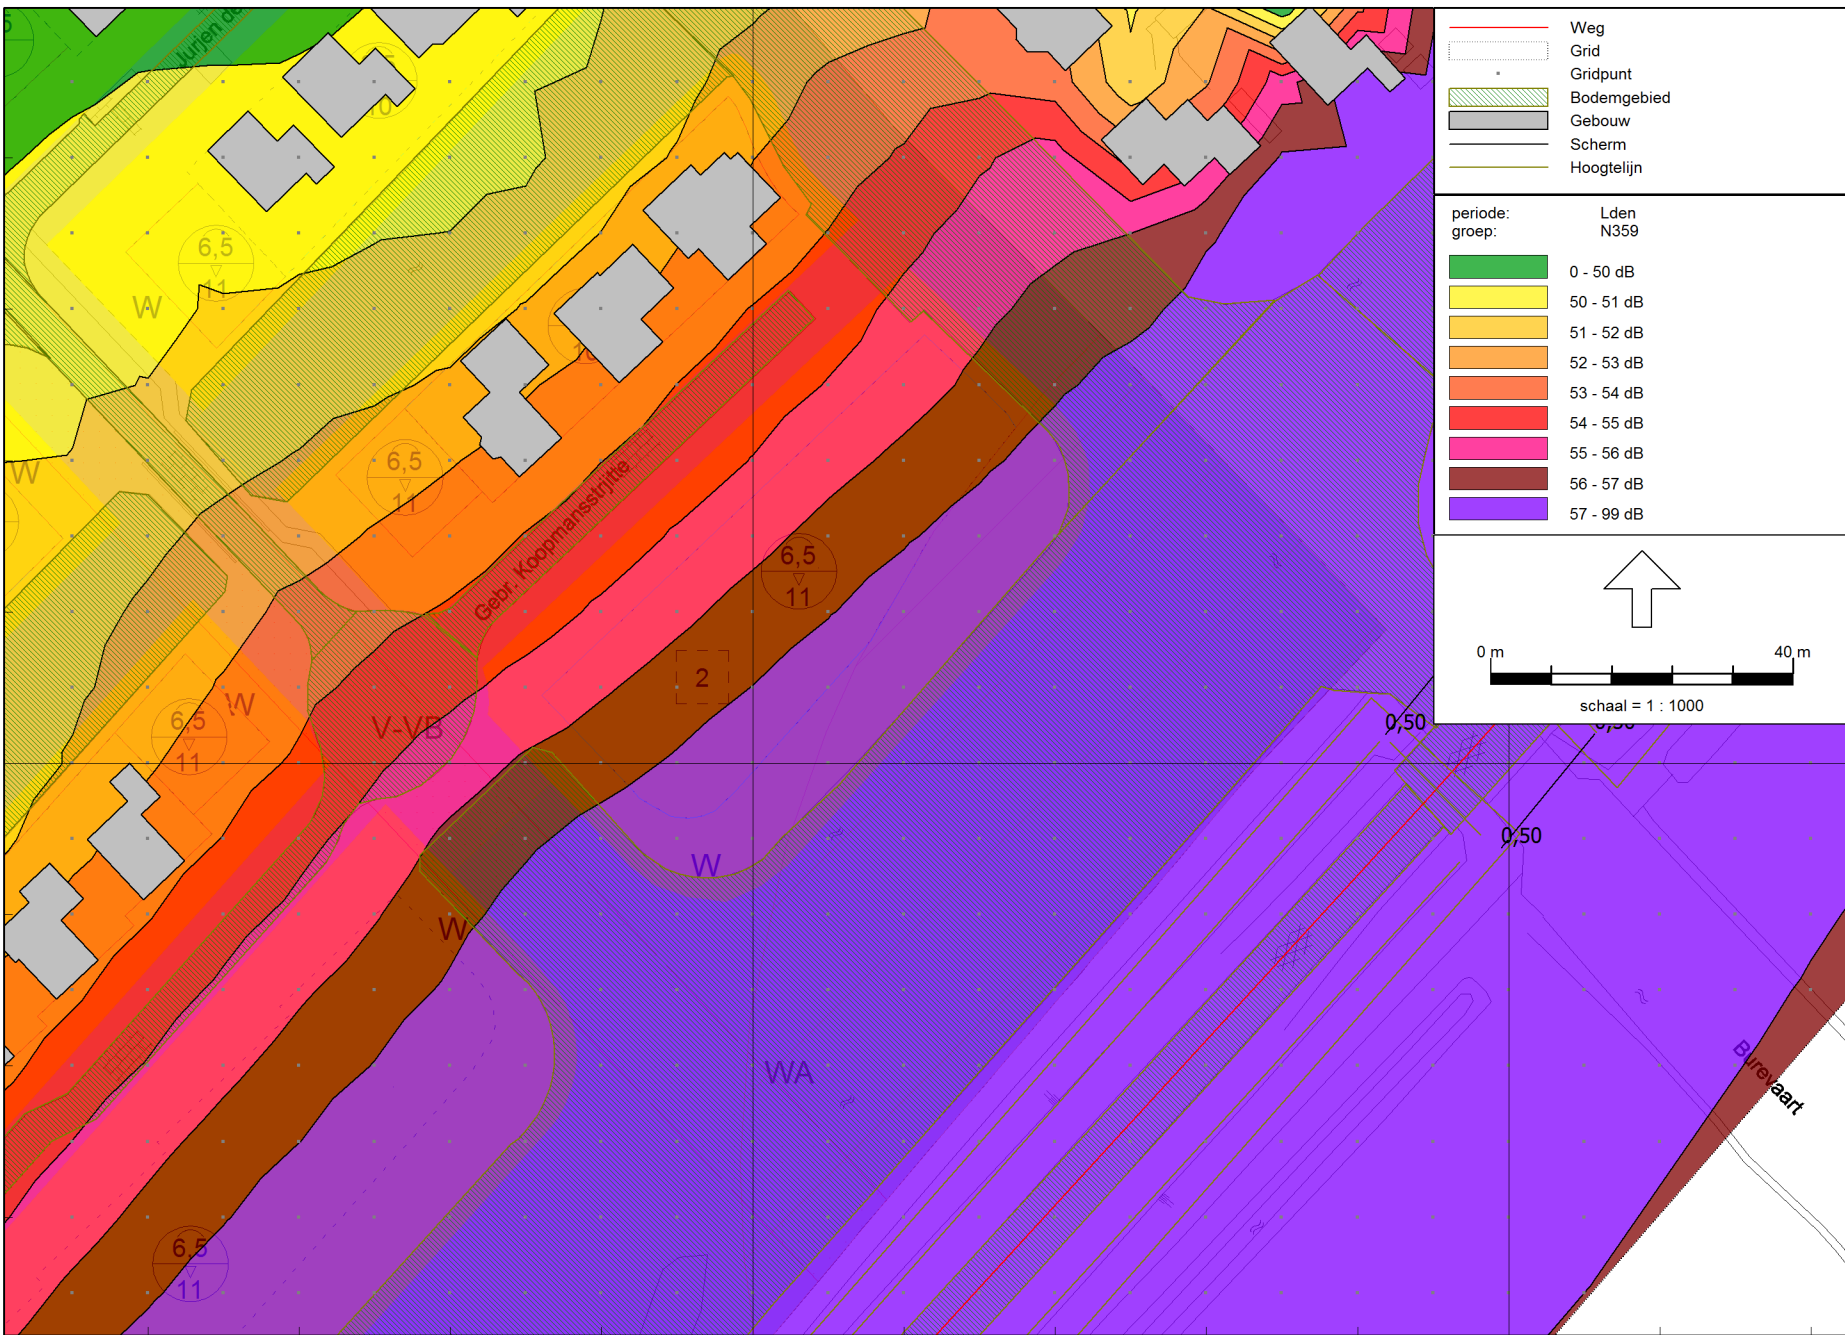 Weg
Grid
Gridpunt
Bodemgebied
Gebouw
Scherm
Hoogtelijn
periode: Lden
groep: N359
0 - 50 dB
50 - 51 dB
51 - 52 dB
52 - 53 dB
53 - 54 dB
54 - 55 dB
55 - 56 dB
56 - 57 dB
57 - 99 dB
0 m 40 m
schaal = 1 : 1000
Jurjen
6,5
11
W
W
10
6,5
11
Gebr. Koopmansstrjitte
6,5
11
2
W
6,5
11
V-VB
0,50
0,50
W
W
WA
Burevaart
6,5
11